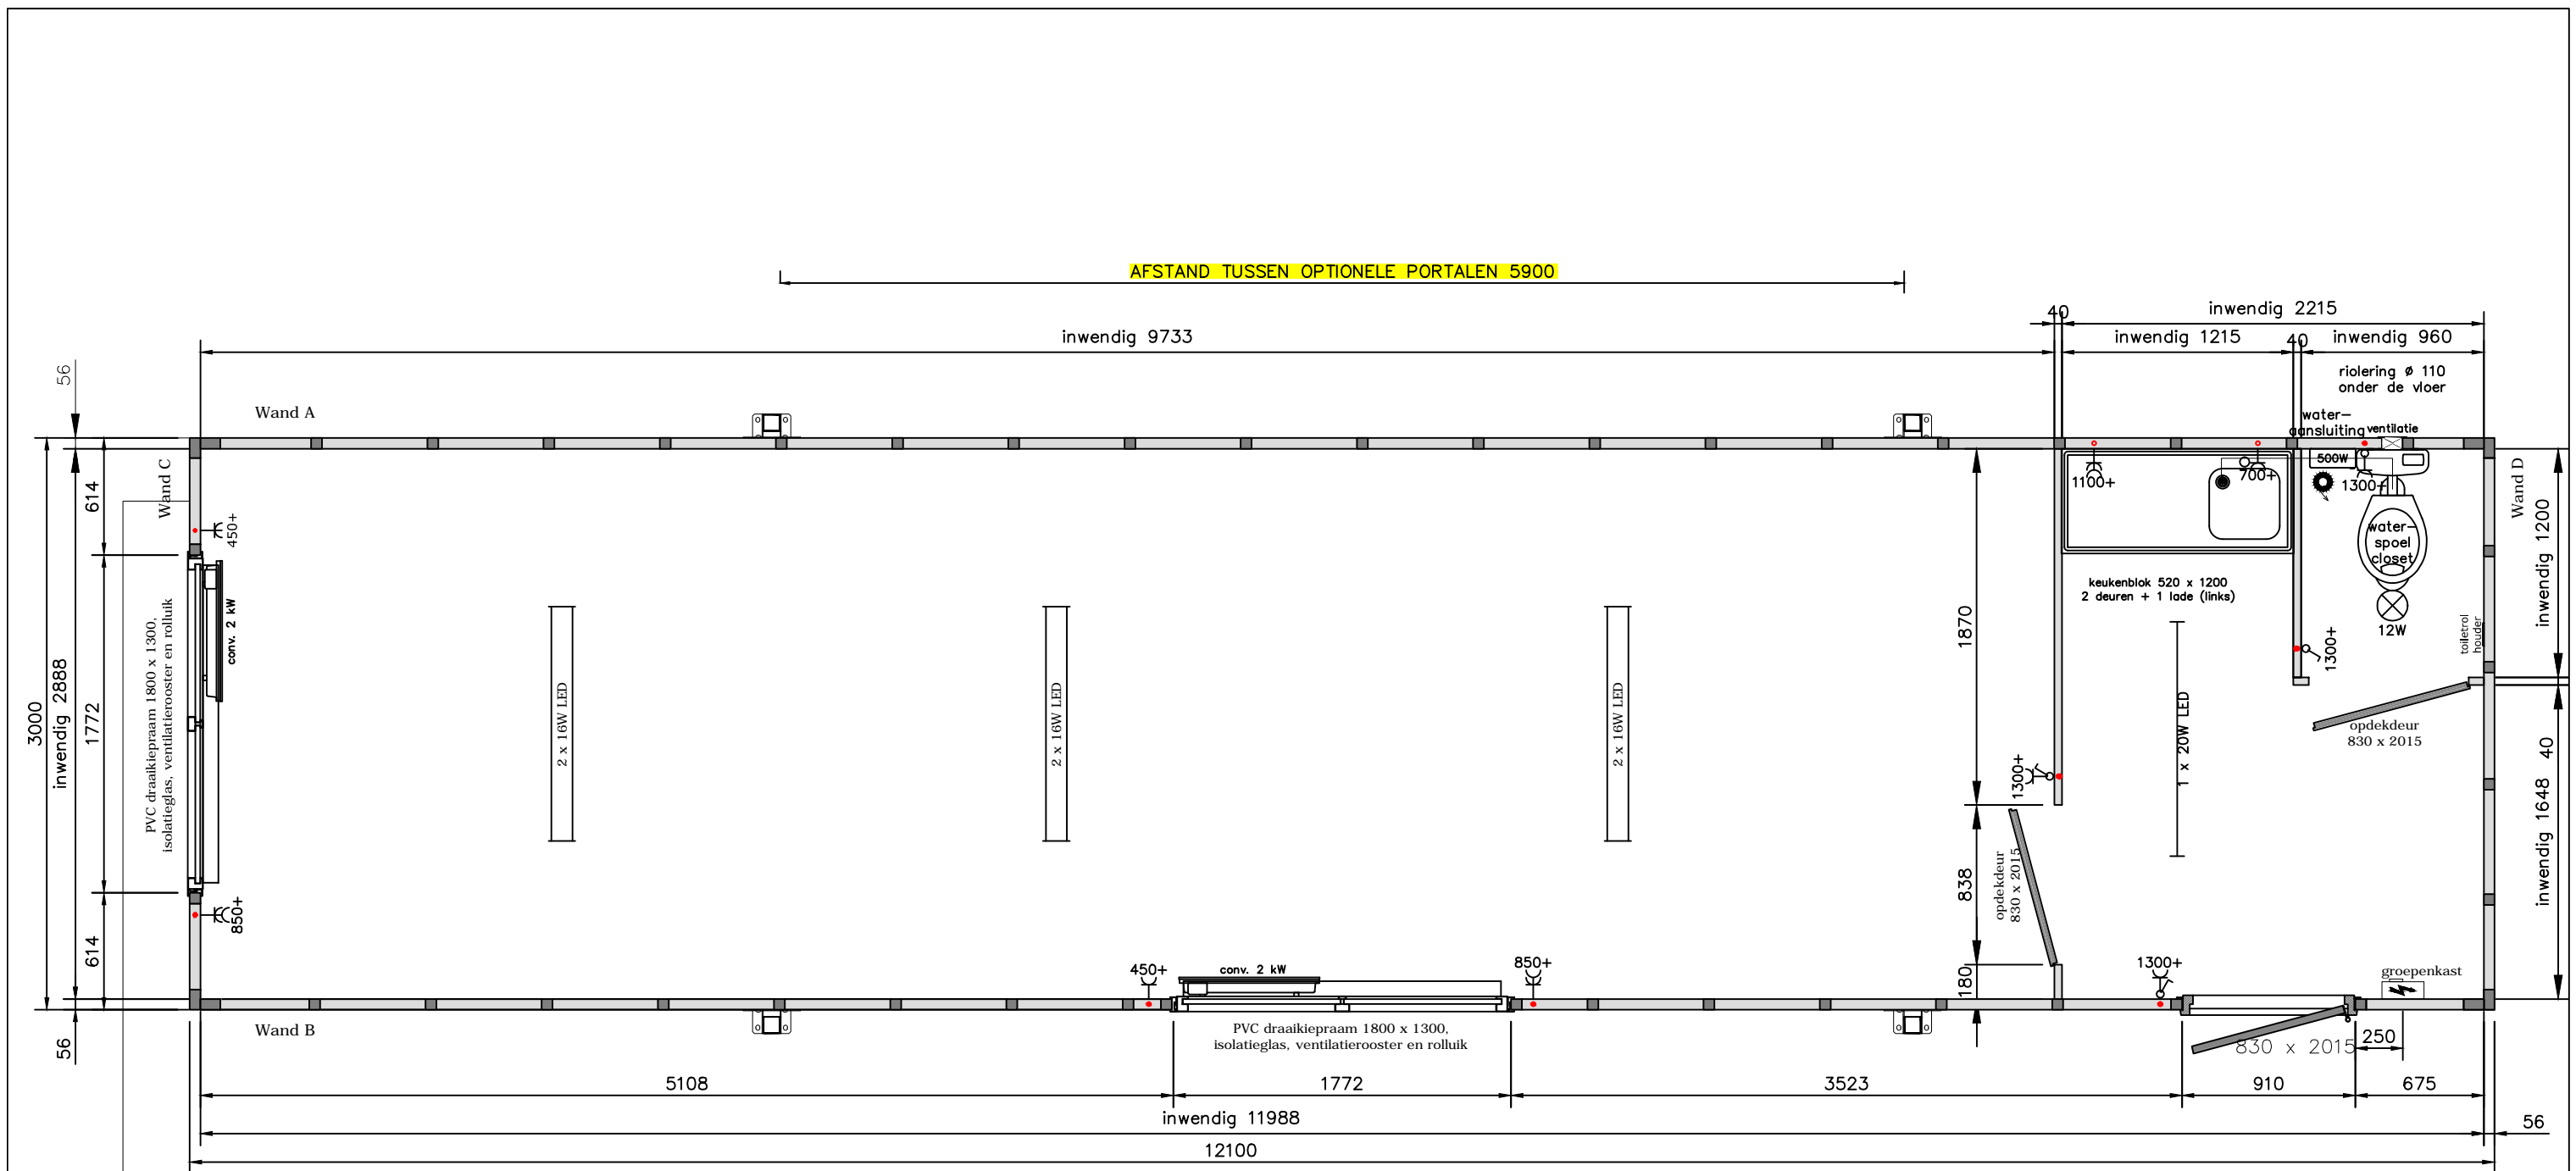 AFSTAND TUSSEN OPTIONELE PORTALEN 5900
40
inwendig 2215
inwendig 9733
inwendig 1215
40
inwendig 960
riolering ø 110
onder de vloer
56
Wand A
water-
aansluiting
ventilatie
Wand C
Wand D
614
450+
1100+
700+
500W
1300+
water-
spoel
closet
inwendig 1200
keukenblok 520 x 1200
2 deuren + 1 lade (links)
12W
1300+
toiletrol
houder
conv. 2 kW
PVC draaikiepraam 1800 x 1300,
isolatieglas, ventilatierooster en rolluik
3000
inwendig 2888
1772
2 x 16W LED
2 x 16W LED
2 x 16W LED
1870
1 x 20W LED
opdekdeur
830 x 2015
40
1300+
838
opdekdeur
830 x 2015
inwendig 1648
850+
614
450+
conv. 2 kW
850+
180
1300+
groepenkast
Wand B
56
PVC draaikiepraam 1800 x 1300,
isolatieglas, ventilatierooster en rolluik
830 x 2015
250
5108
1772
3523
910
675
inwendig 11988
56
12100